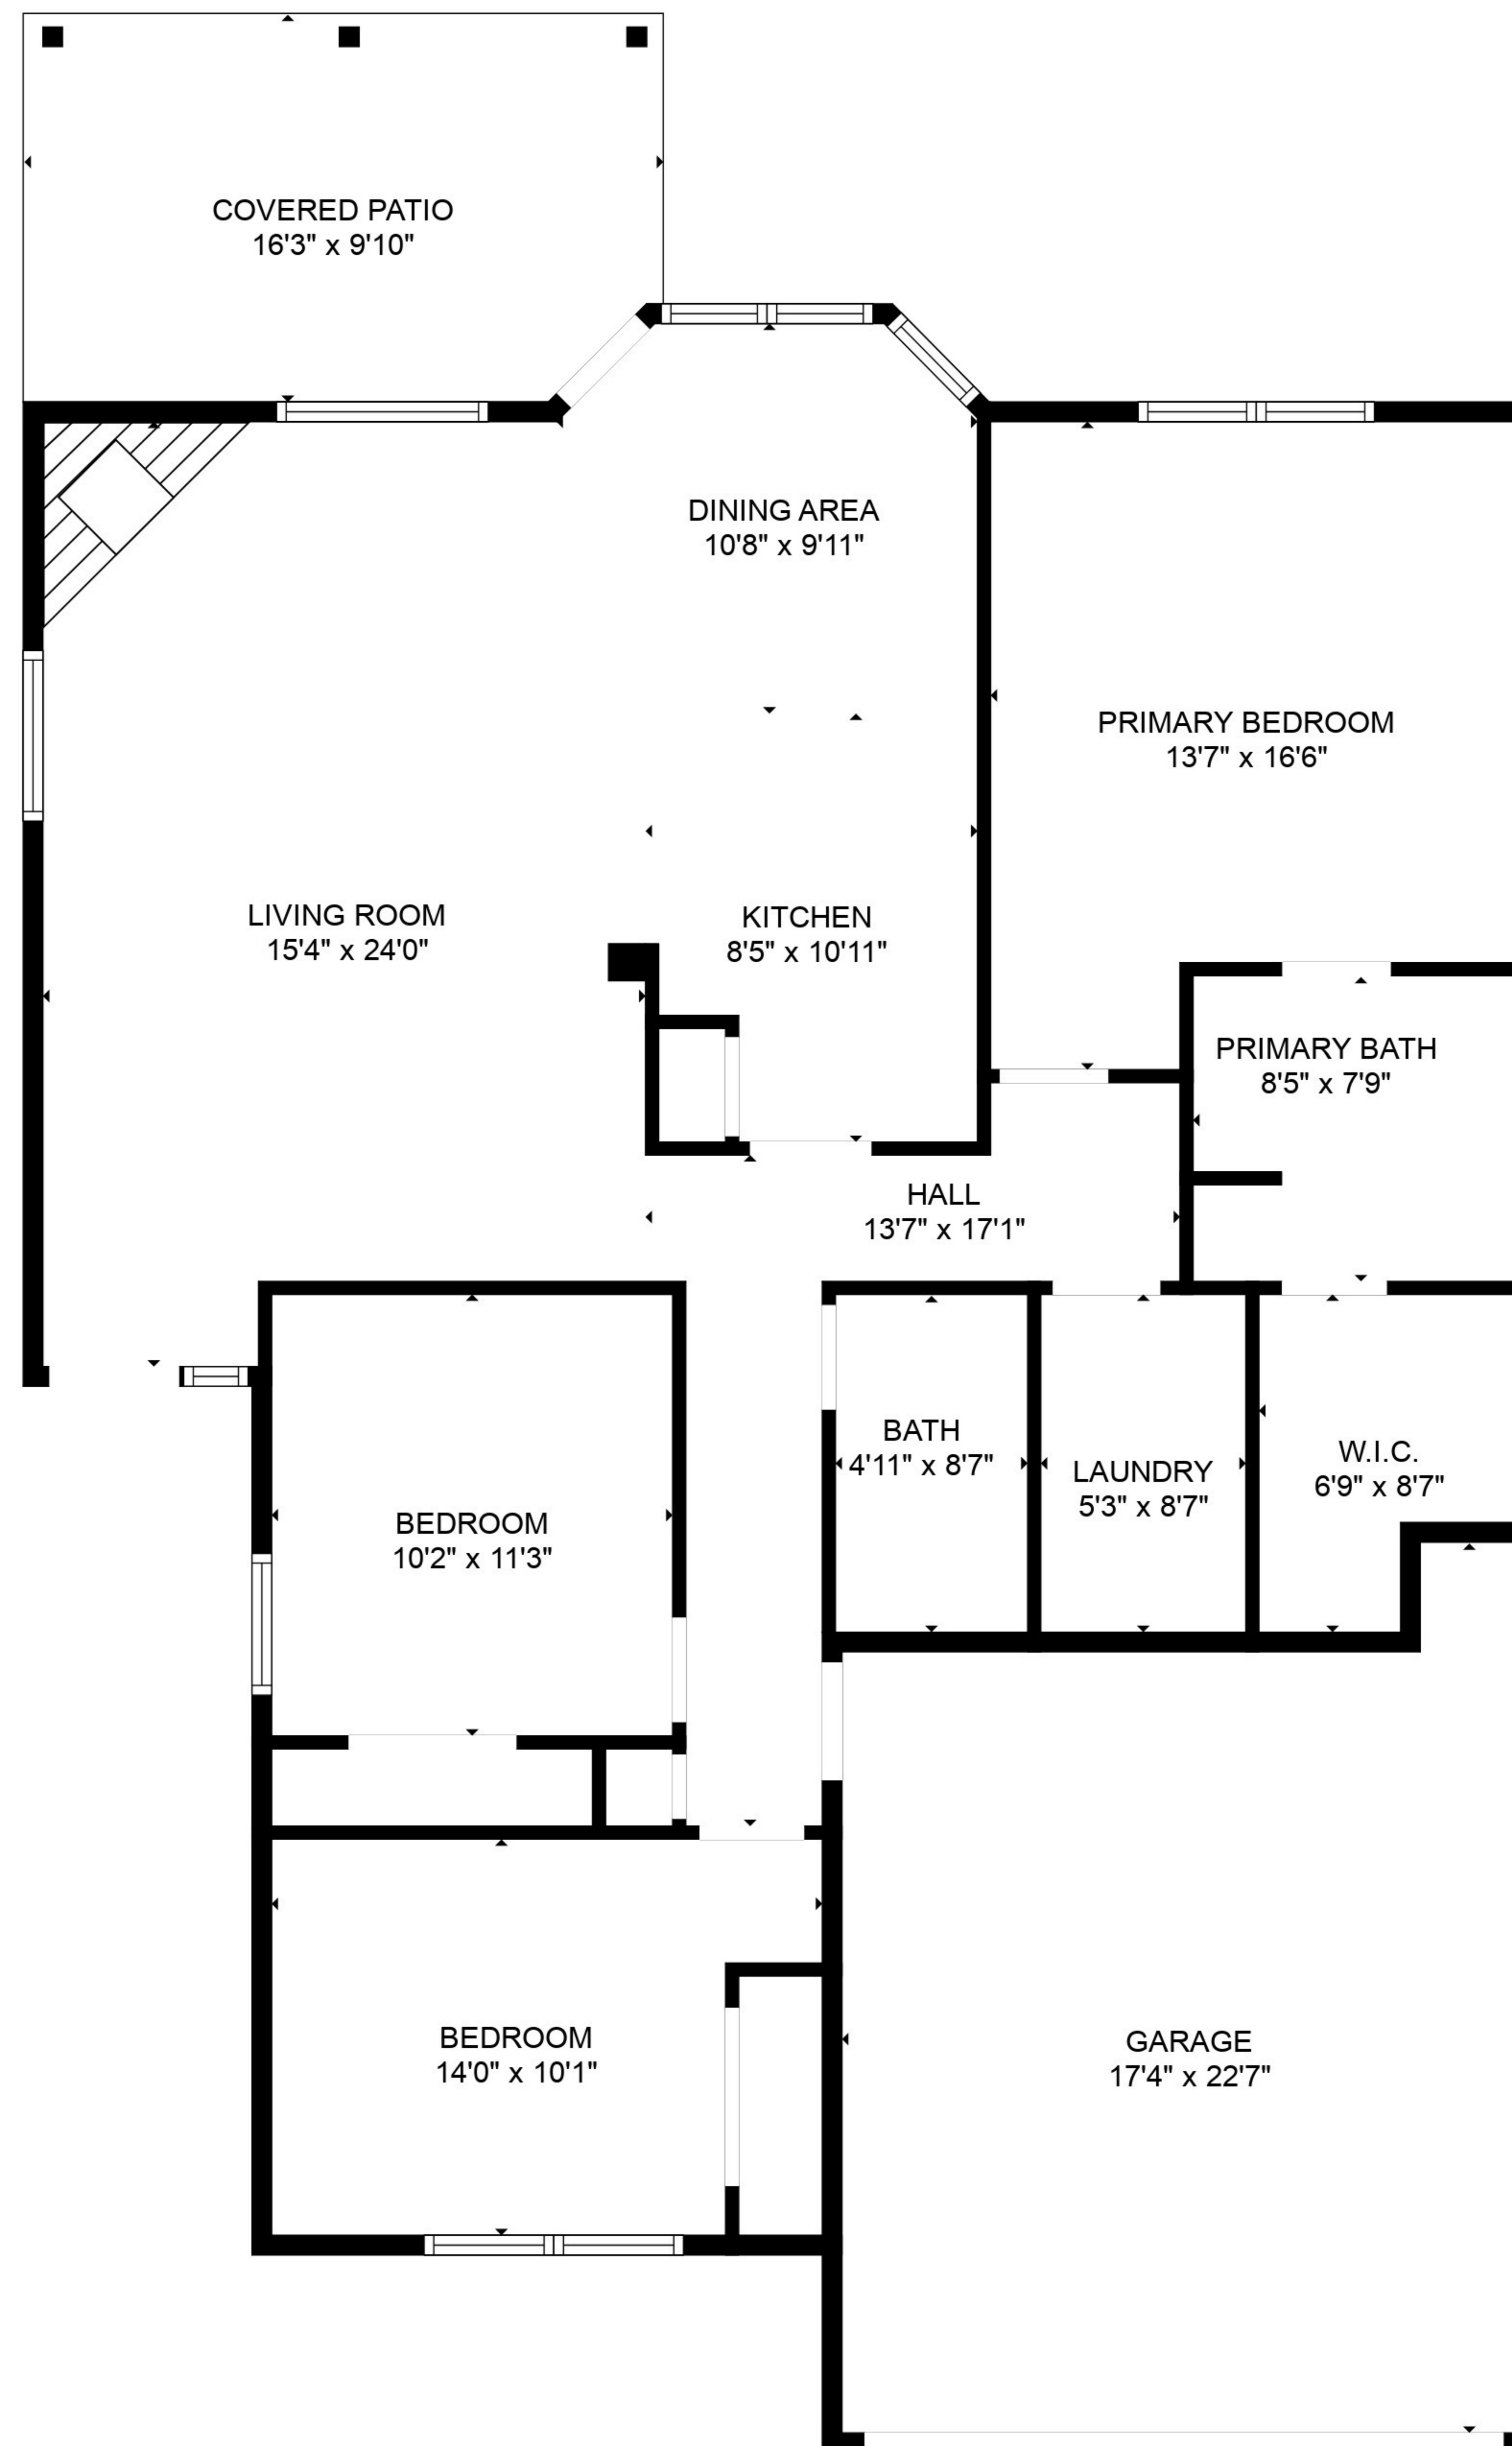 COVERED PATIO
16'3" x 9'10"
DINING AREA
10'8" x 9'11"
PRIMARY BEDROOM
13'7" x 16'6"
LIVING ROOM
15'4" x 24'0"
KITCHEN
8'5" x 10'11"
PRIMARY BATH
8'5" x 7'9"
HALL
13'7" x 17'1"
BATH
4'11" x 8'7"
LAUNDRY
5'3" x 8'7"
W.I.C.
6'9" x 8'7"
BEDROOM
10'2" x 11'3"
BEDROOM
14'0" x 10'1"
GARAGE
17'4" x 22'7"